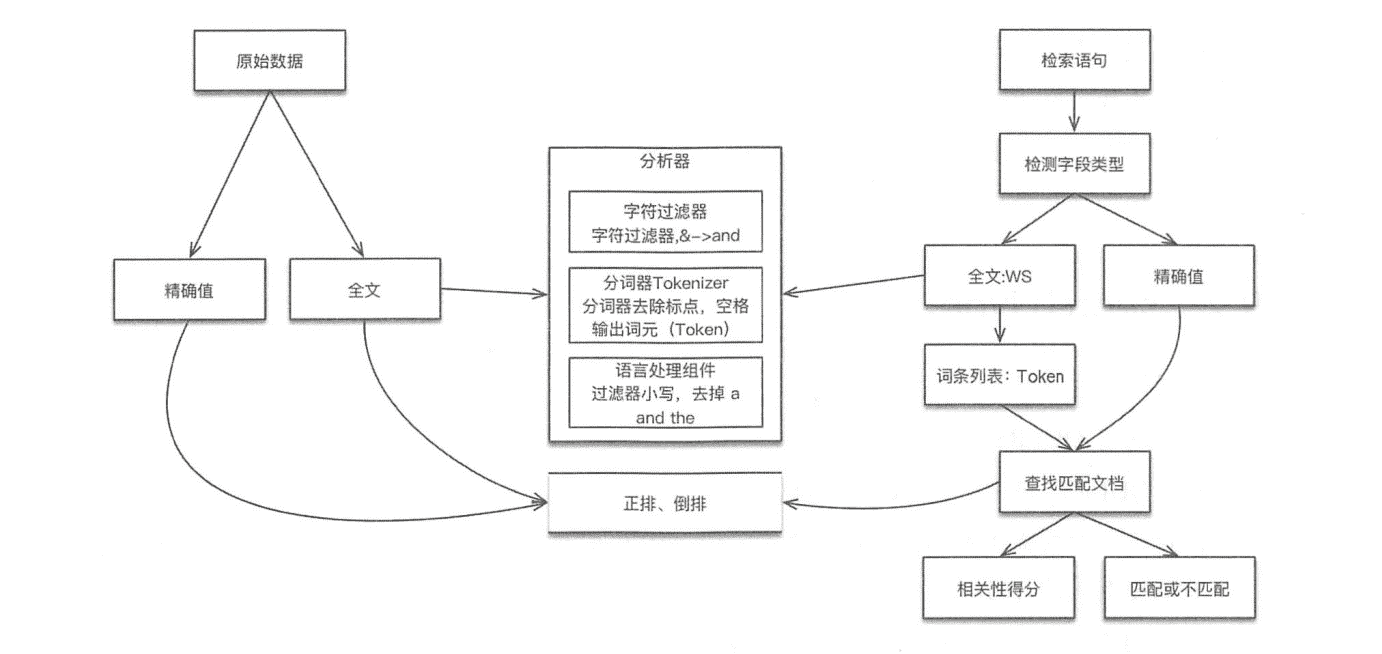 原始数据
精确值
全文
分析器
字符过滤器
字符过滤器,&->and
分词器Tokenizer
分词器去除标点，空格
输出词元（Token）
语言处理组件
过滤器小写，去掉 a
and the
正排、倒排
检索语句
检测字段类型
全文:WS
精确值
词条列表：Token
查找匹配文档
相关性得分
匹配或不匹配